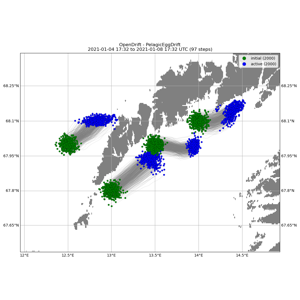 OpenDrift - PelagicEggDrift
2021-01-04 17:32 to 2021-01-08 17:32 UTC (97 steps)
initial (2000)
active (2000)
68.25°N
68.25°N
68.1°N
68.1°N
67.95°N
67.95°N
67.8°N
67.8°N
67.65°N
67.65°N
12°E 12.5°E 13°E 13.5°E 14°E 14.5°E